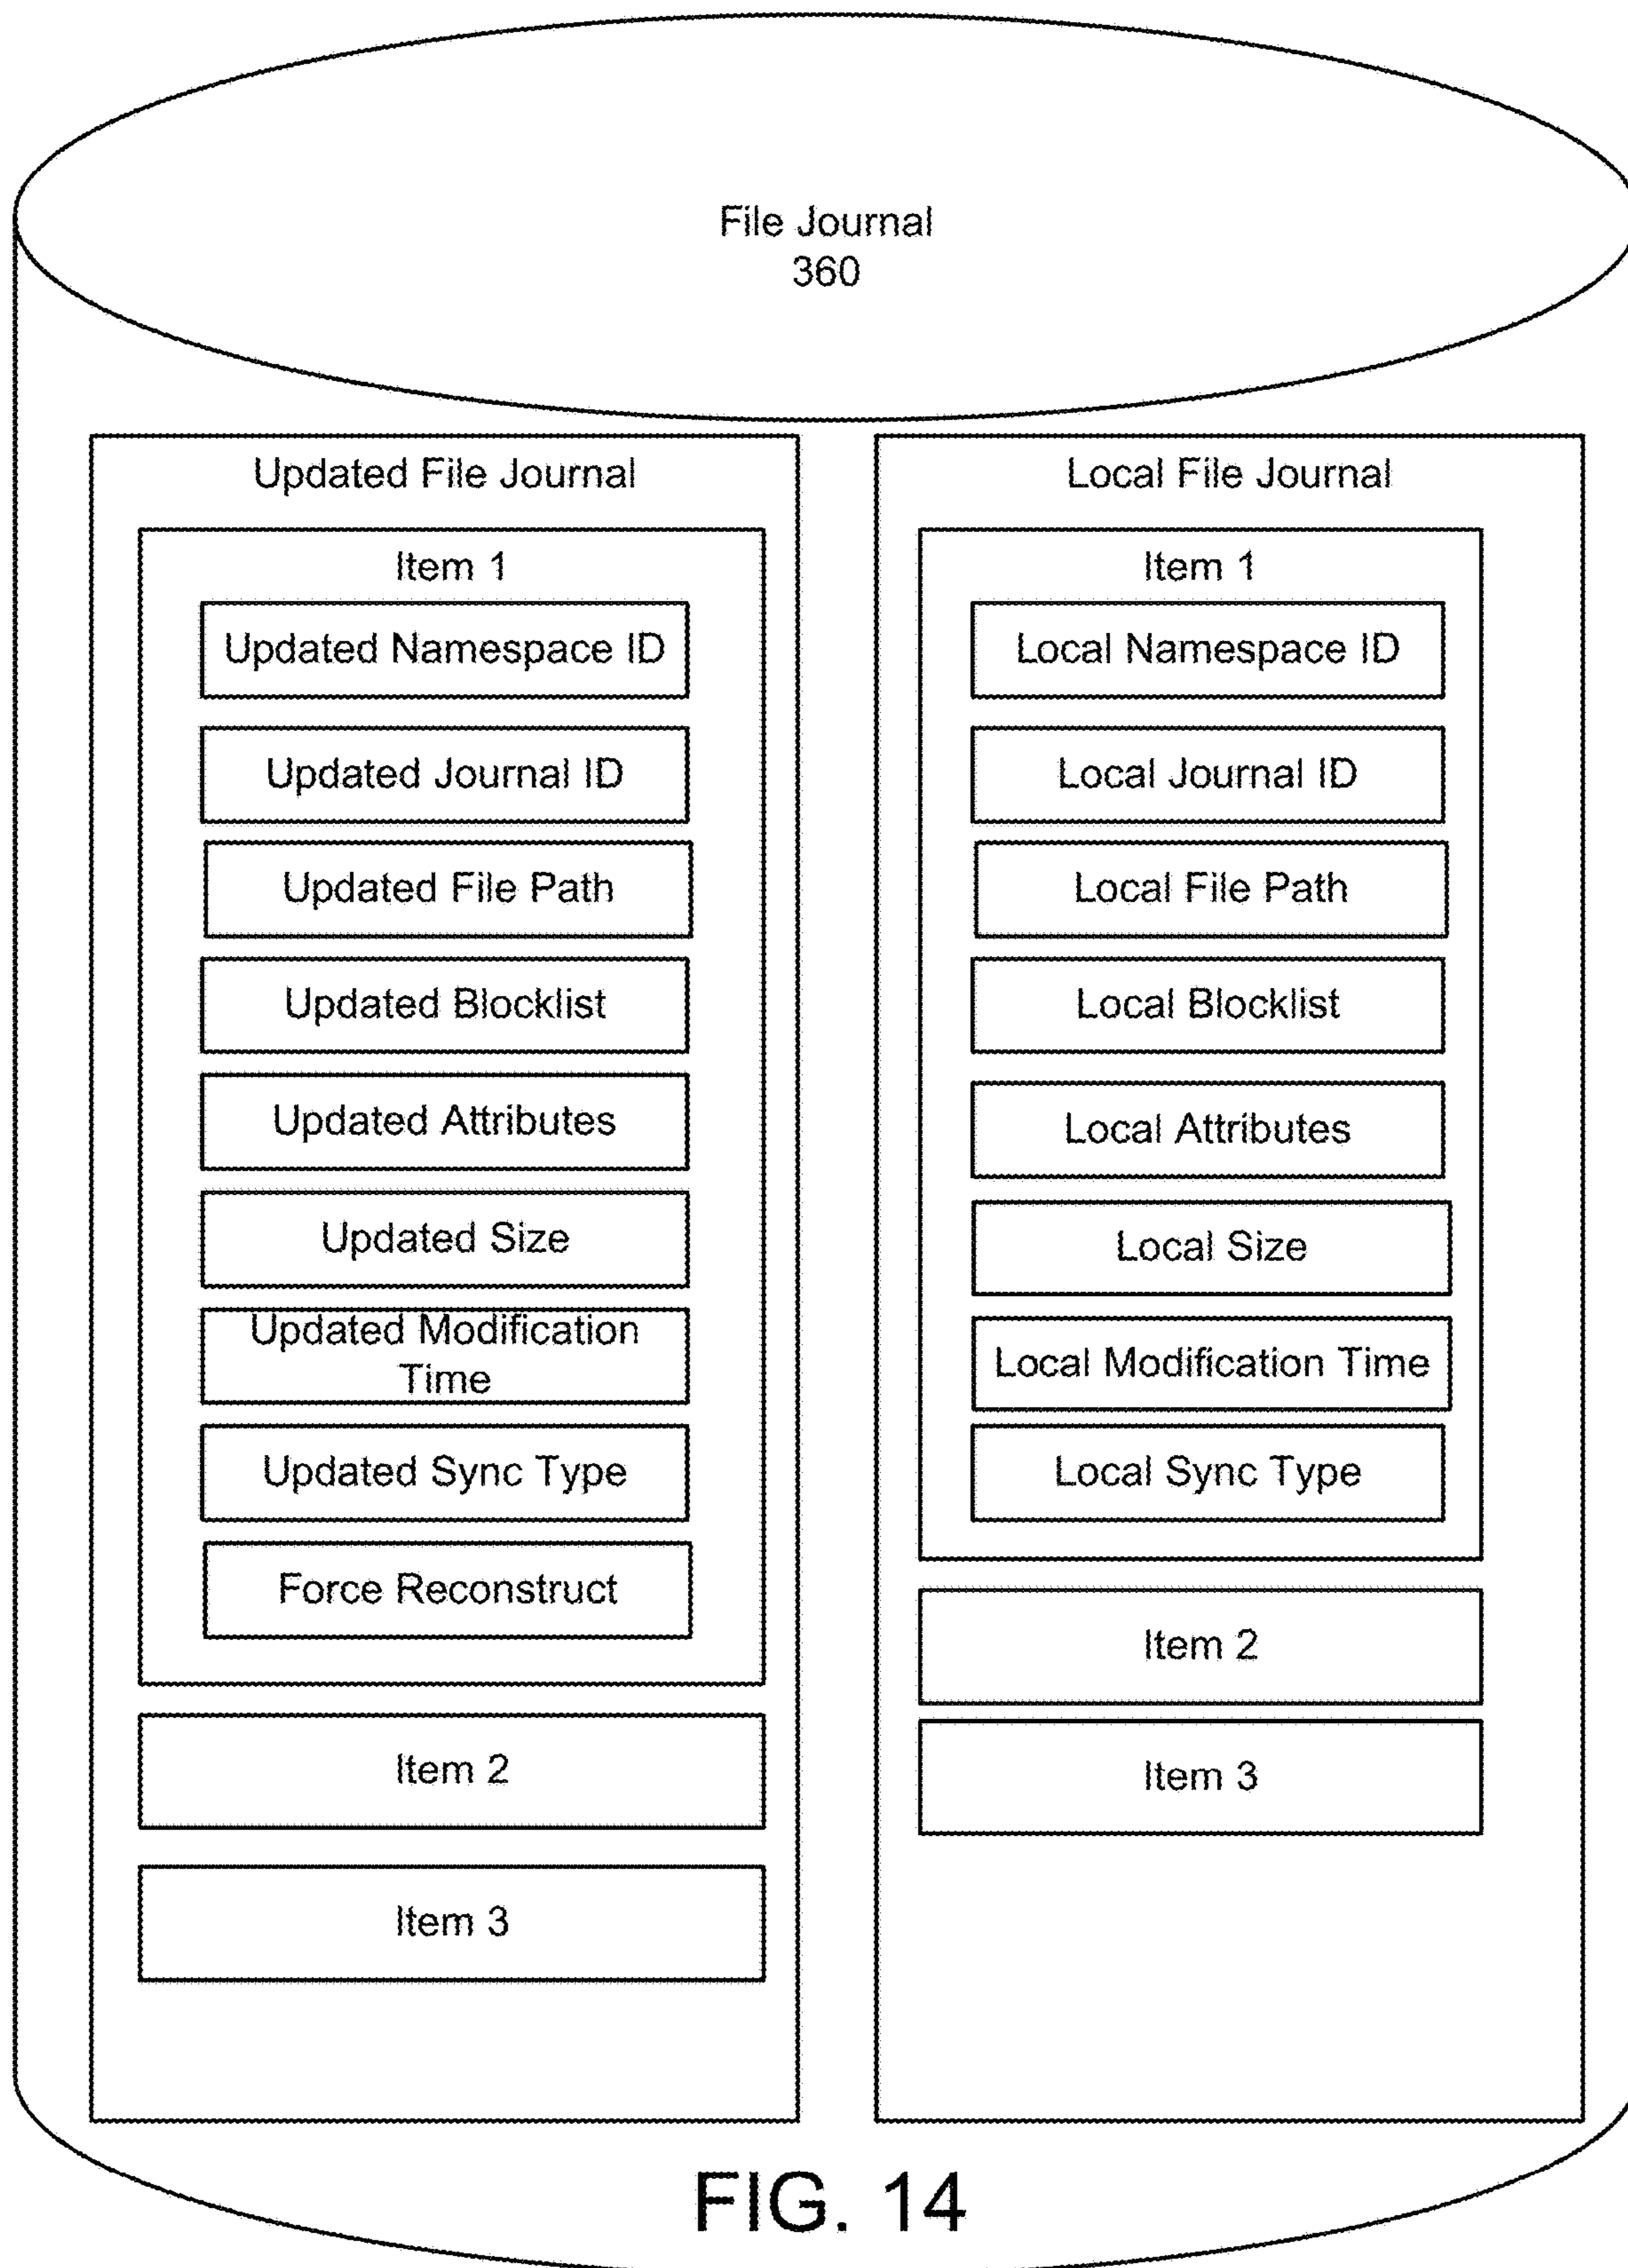 File Journal
360
Updated File Journal
Item 1
Updated Namespace ID
Updated Journal ID
Updated File Path
Updated Blocklist
Updated Attributes
Updated Size
Updated Modification
Time
Updated Sync Type
Force Reconstruct
Item 2
Item 3
Local File Journal
Item 1
Local Namespace ID
Local Journal ID
Local File Path
Local Blocklist
Local Attributes
Local Size
Local Modification Time
Local Sync Type
Item 2
Item 3
FIG. 14